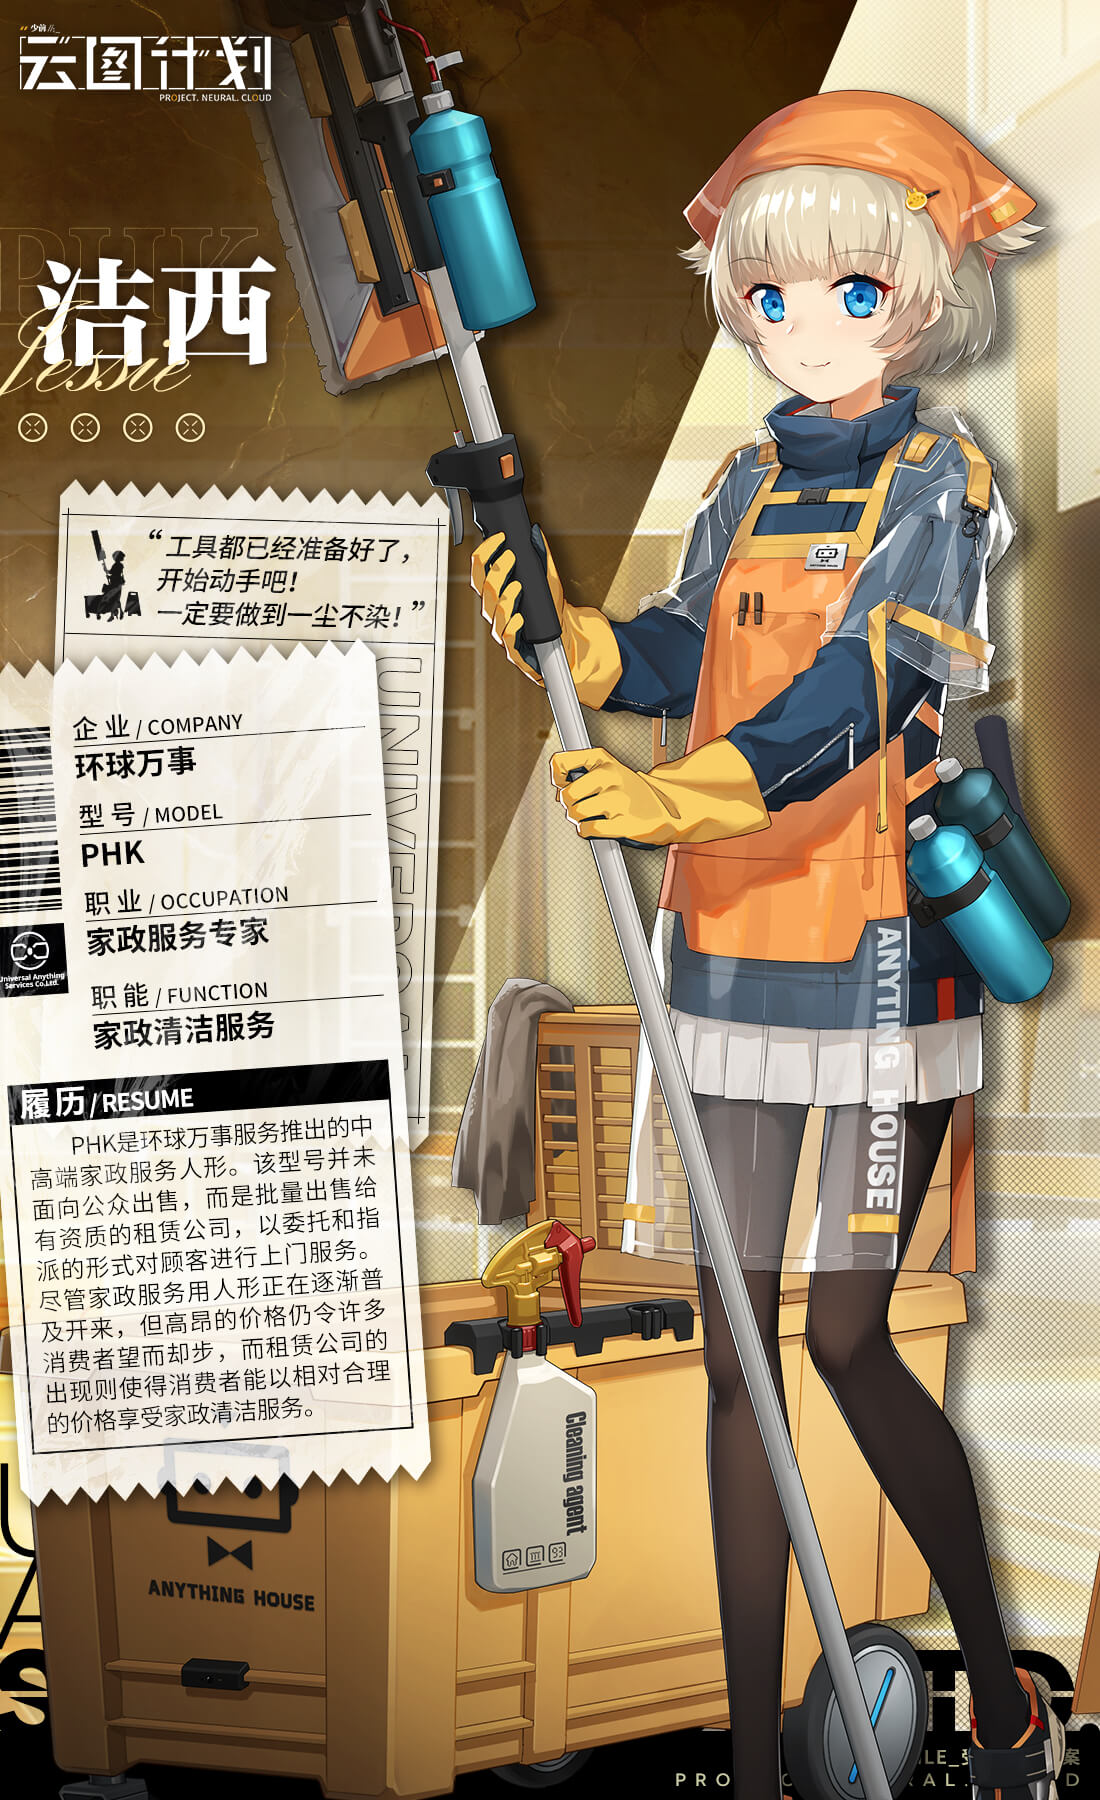 少前
云图计划
PROJECT. NEURAL. CLOUD
PHK
洁西
Jessie
“工具都已经准备好了，
开始动手吧！
一定要做到一尘不染！”
企业/COMPANY
环球万事
型号/MODEL
PHK
职业/OCCUPATION
家政服务专家
职能/FUNCTION
家政清洁服务
Universal Anything
Services Co.Ltd.
履历/RESUME
PHK是环球万事服务推出的中
高端家政服务人形。该型号并未
面向公众出售，而是批量出售给
有资质的租赁公司，以委托和指
派的形式对顾客进行上门服务。
尽管家政服务用人形正在逐渐普
及开来，但高昂的价格仍令许多
消费者望而却步，而租赁公司的
出现则使得消费者能以相对合理
的价格享受家政清洁服务。
ANYTHING HOUSE
ANYTING HOUSE
Cleaning agent
93
ANYTHING HOUSE